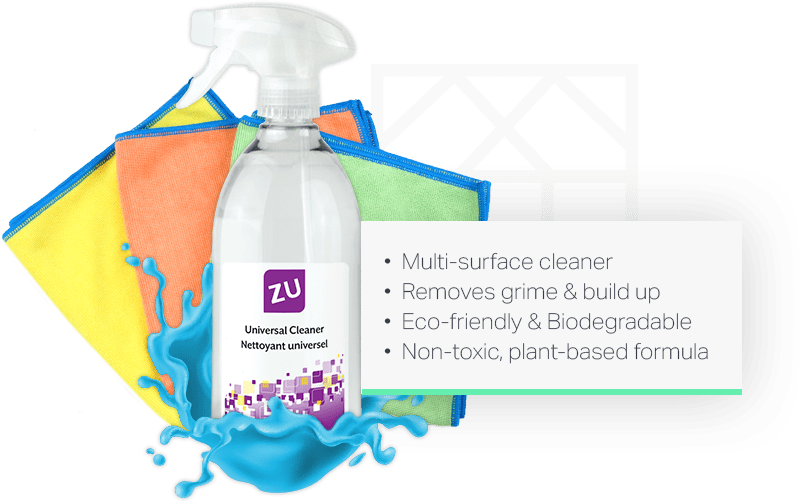 ZU
Universal Cleaner
Nettoyant universel
• Multi-surface cleaner
• Removes grime & build up
• Eco-friendly & Biodegradable
• Non-toxic, plant-based formula